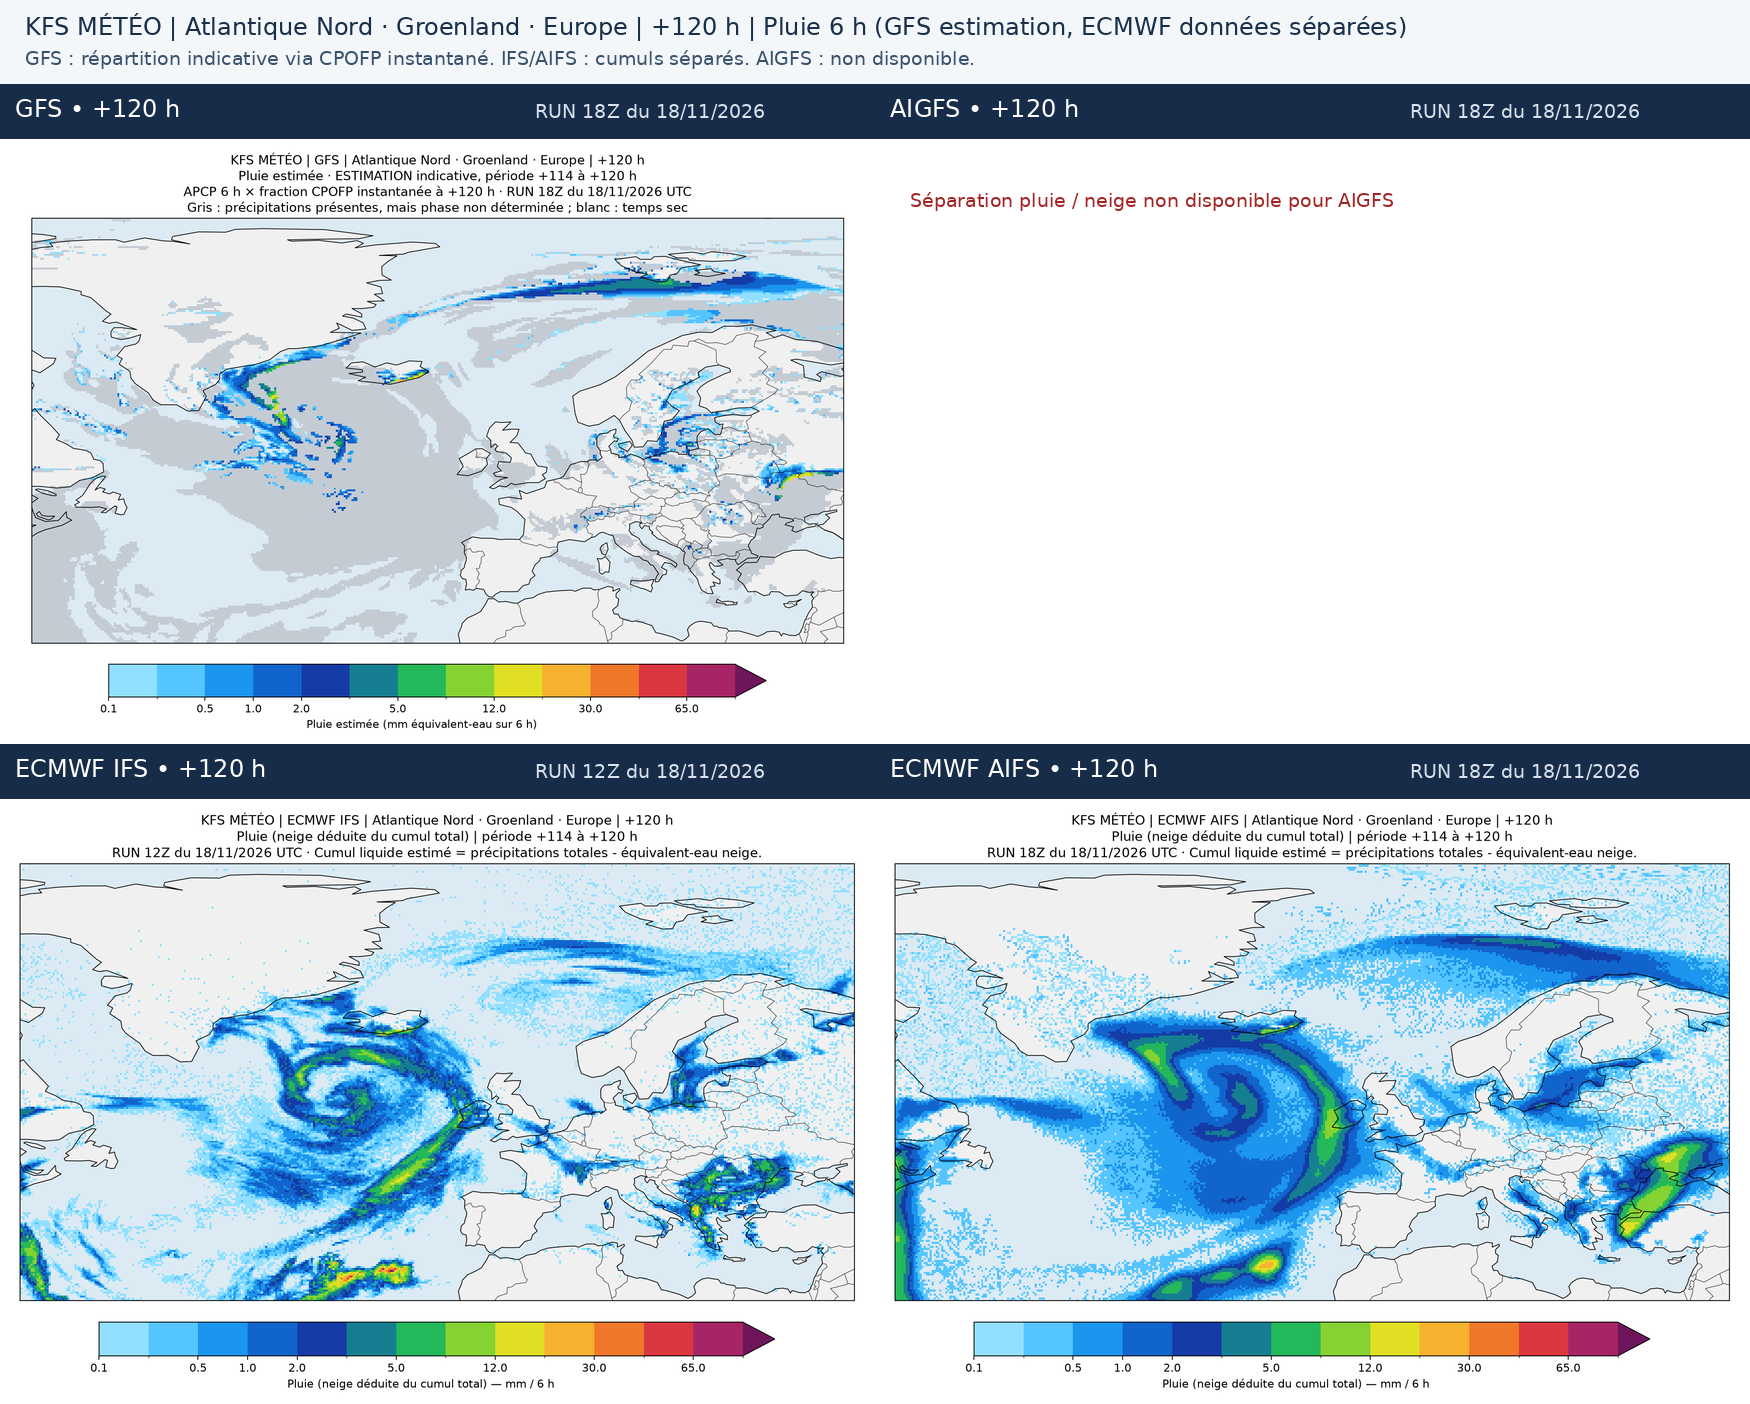 KFS MÉTÉO | Atlantique Nord · Groenland · Europe | +120 h | Pluie 6 h (GFS estimation, ECMWF données séparées)
GFS : répartition indicative via CPOFP instantané. IFS/AIFS : cumuls séparés. AIGFS : non disponible.
GFS • +120 h
RUN 18Z du 18/11/2026
AIGFS • +120 h
RUN 18Z du 18/11/2026
KFS MÉTÉO | GFS | Atlantique Nord · Groenland · Europe | +120 h
Pluie estimée · ESTIMATION indicative, période +114 à +120 h
APCP 6 h × fraction CPOFP instantanée à +120 h · RUN 18Z du 18/11/2026 UTC
Gris : précipitations présentes, mais phase non déterminée ; blanc : temps sec
Séparation pluie / neige non disponible pour AIGFS
0.1 0.5 1.0 2.0 5.0 12.0 30.0 65.0
Pluie estimée (mm équivalent-eau sur 6 h)
ECMWF IFS • +120 h
RUN 12Z du 18/11/2026
ECMWF AIFS • +120 h
RUN 18Z du 18/11/2026
KFS MÉTÉO | ECMWF IFS | Atlantique Nord · Groenland · Europe | +120 h
Pluie (neige déduite du cumul total) | période +114 à +120 h
RUN 12Z du 18/11/2026 UTC · Cumul liquide estimé = précipitations totales - équivalent-eau neige.
0.1 0.5 1.0 2.0 5.0 12.0 30.0 65.0
Pluie (neige déduite du cumul total) — mm / 6 h
KFS MÉTÉO | ECMWF AIFS | Atlantique Nord · Groenland · Europe | +120 h
Pluie (neige déduite du cumul total) | période +114 à +120 h
RUN 18Z du 18/11/2026 UTC · Cumul liquide estimé = précipitations totales - équivalent-eau neige.
0.1 0.5 1.0 2.0 5.0 12.0 30.0 65.0
Pluie (neige déduite du cumul total) — mm / 6 h